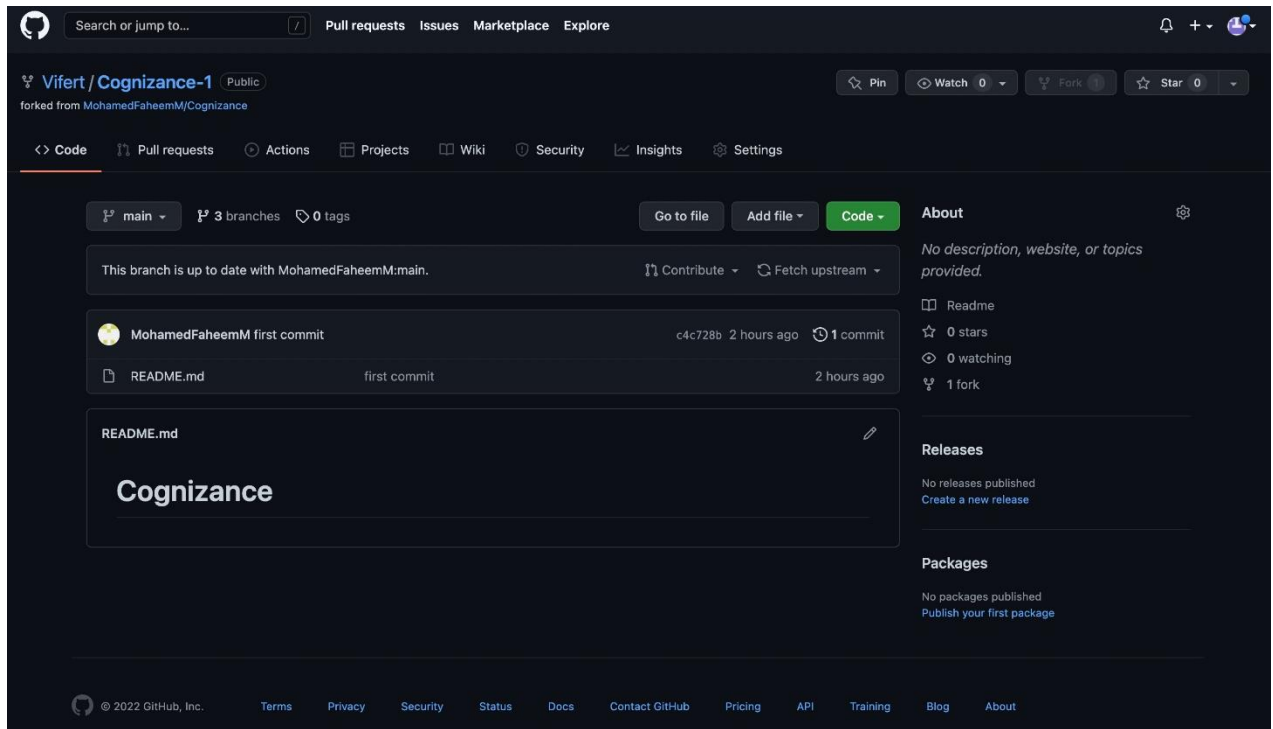 Search or jump to... / Pull requests Issues Marketplace Explore
Vifert / Cognizance-1 Public Pin Watch 0 Fork 1 Star 0
forked from MohamedFaheemM/Cognizance
Code Pull requests Actions Projects Wiki Security Insights Settings
main 3 branches 0 tags Go to file Add file Code
This branch is up to date with MohamedFaheemM:main. Contribute Fetch upstream
MohamedFaheemM first commit c4c728b 2 hours ago 1 commit
README.md first commit 2 hours ago
README.md
Cognizance
About
No description, website, or topics
provided.
Readme
0 stars
0 watching
1 fork
Releases
No releases published
Create a new release
Packages
No packages published
Publish your first package
© 2022 GitHub, Inc. Terms Privacy Security Status Docs Contact GitHub Pricing API Training Blog About